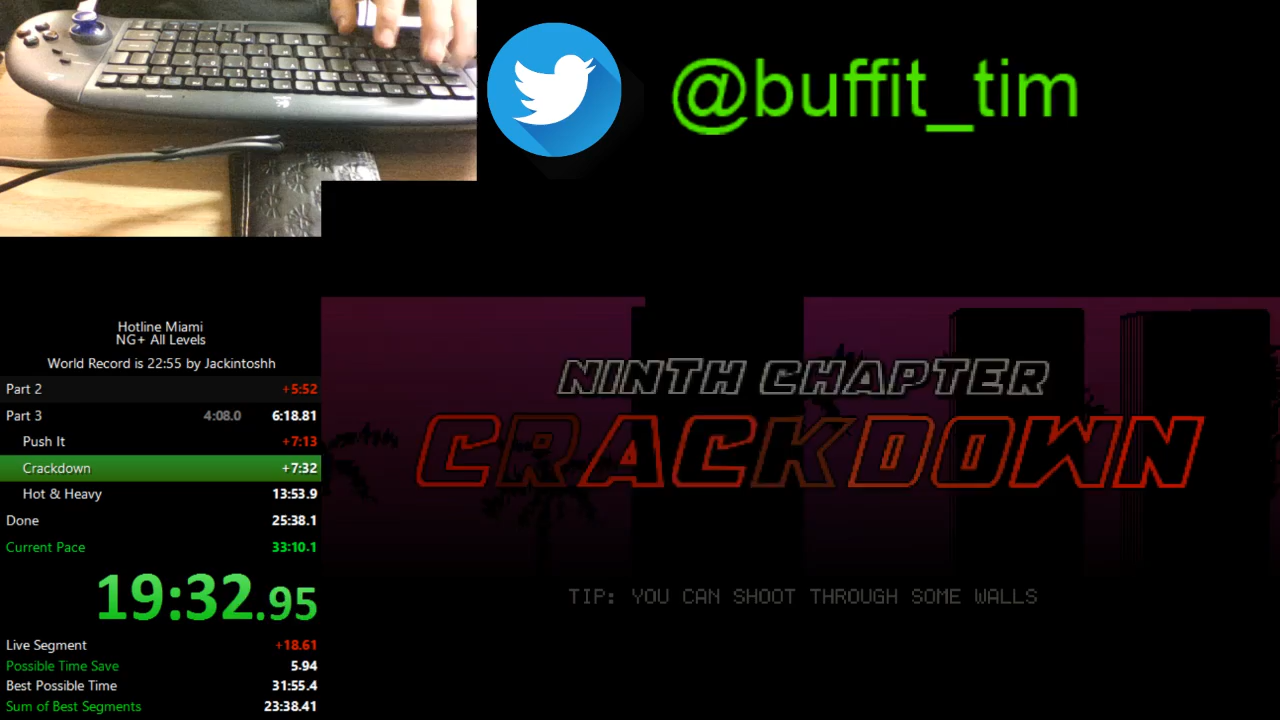 @buffit_tim
Hotline Miami
NG+ All Levels
World Record is 22:55 by Jackintoshh
Part 2 +5:52
Part 3 4:08.0 6:18.81
Push It +7:13
Crackdown +7:32
Hot & Heavy 13:53.9
Done 25:38.1
Current Pace 33:10.1
19:32.95
Live Segment +18.61
Possible Time Save 5.94
Best Possible Time 31:55.4
Sum of Best Segments 23:38.41
NINTH CHAPTER
CRACKDOWN
TIP: YOU CAN SHOOT THROUGH SOME WALLS